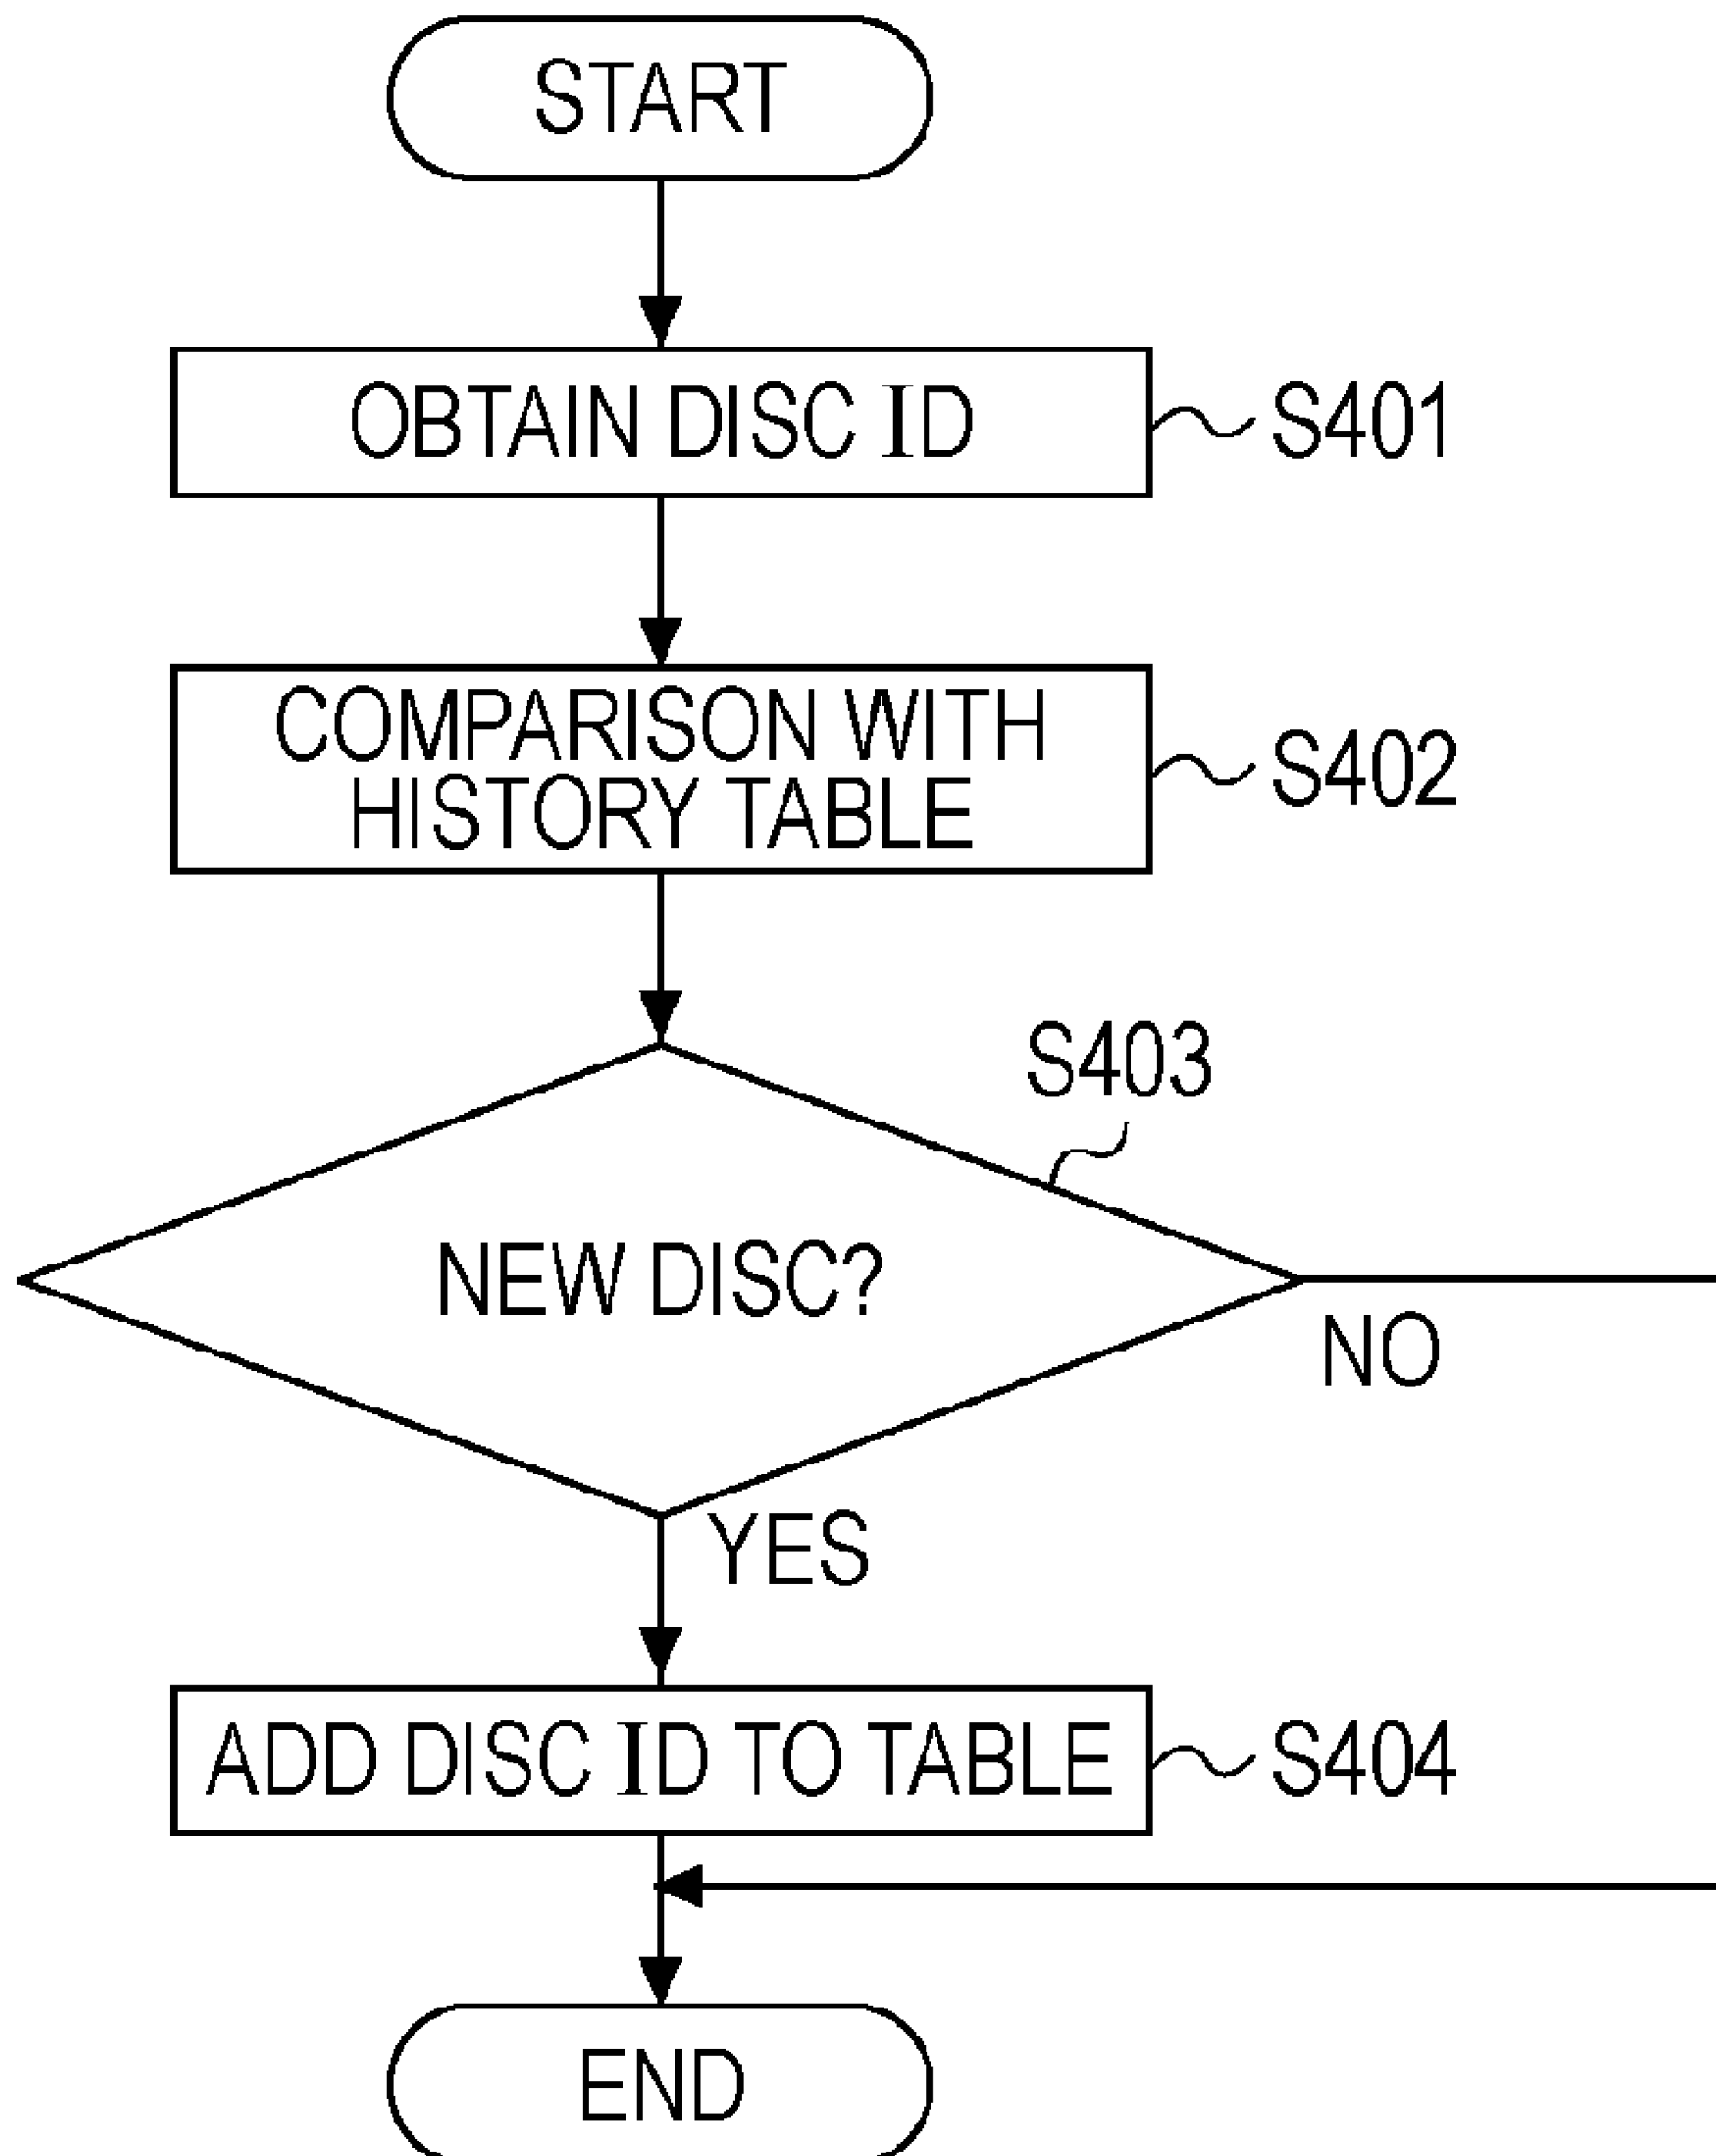 START
OBTAIN DISC ID
S401
COMPARISON WITH
HISTORY TABLE
S402
S403
NEW DISC?
NO
YES
ADD DISC ID TO TABLE
S404
END